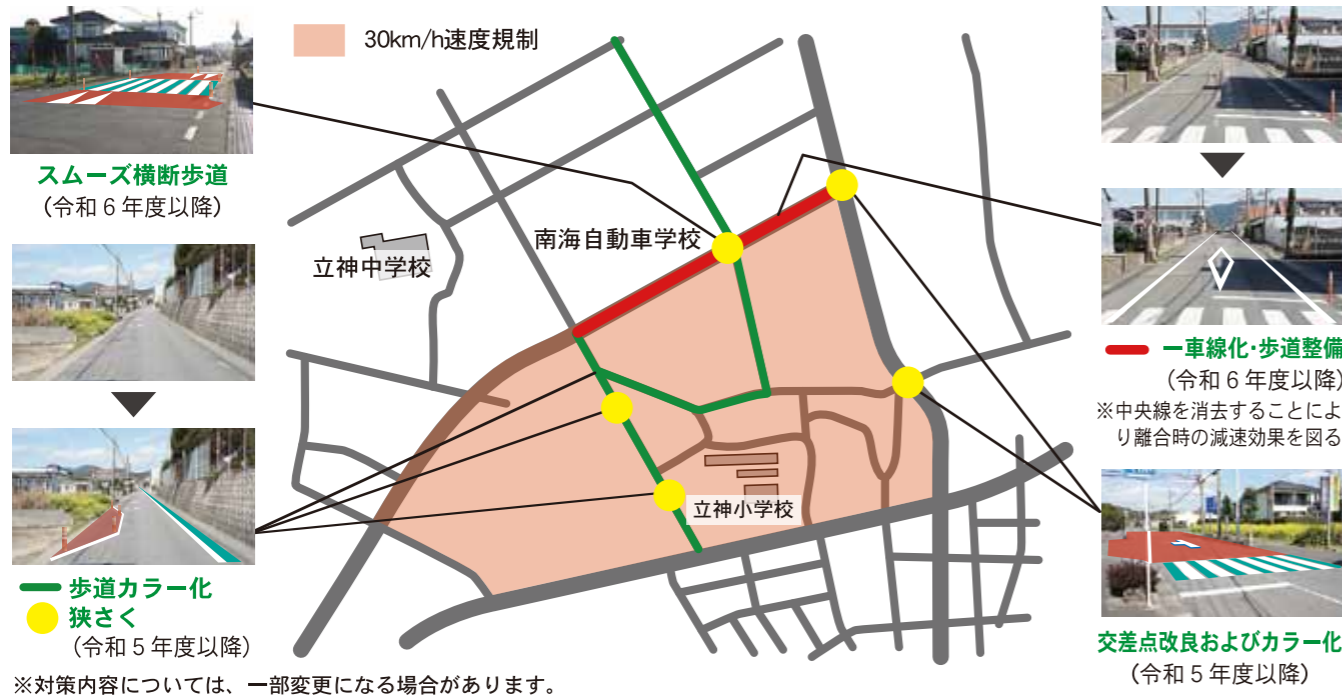 30km/h速度規制
スムーズ横断歩道
(令和6年度以降)
南海自動車学校
立神中学校
立神小学校
歩道カラー化
狭さく
(令和5年度以降)
一車線化・歩道整備
(令和6年度以降)
※中央線を消去することによ
り離合時の減速効果を図る
交差点改良およびカラー化
(令和5年度以降)
※対策内容については、一部変更になる場合があります。